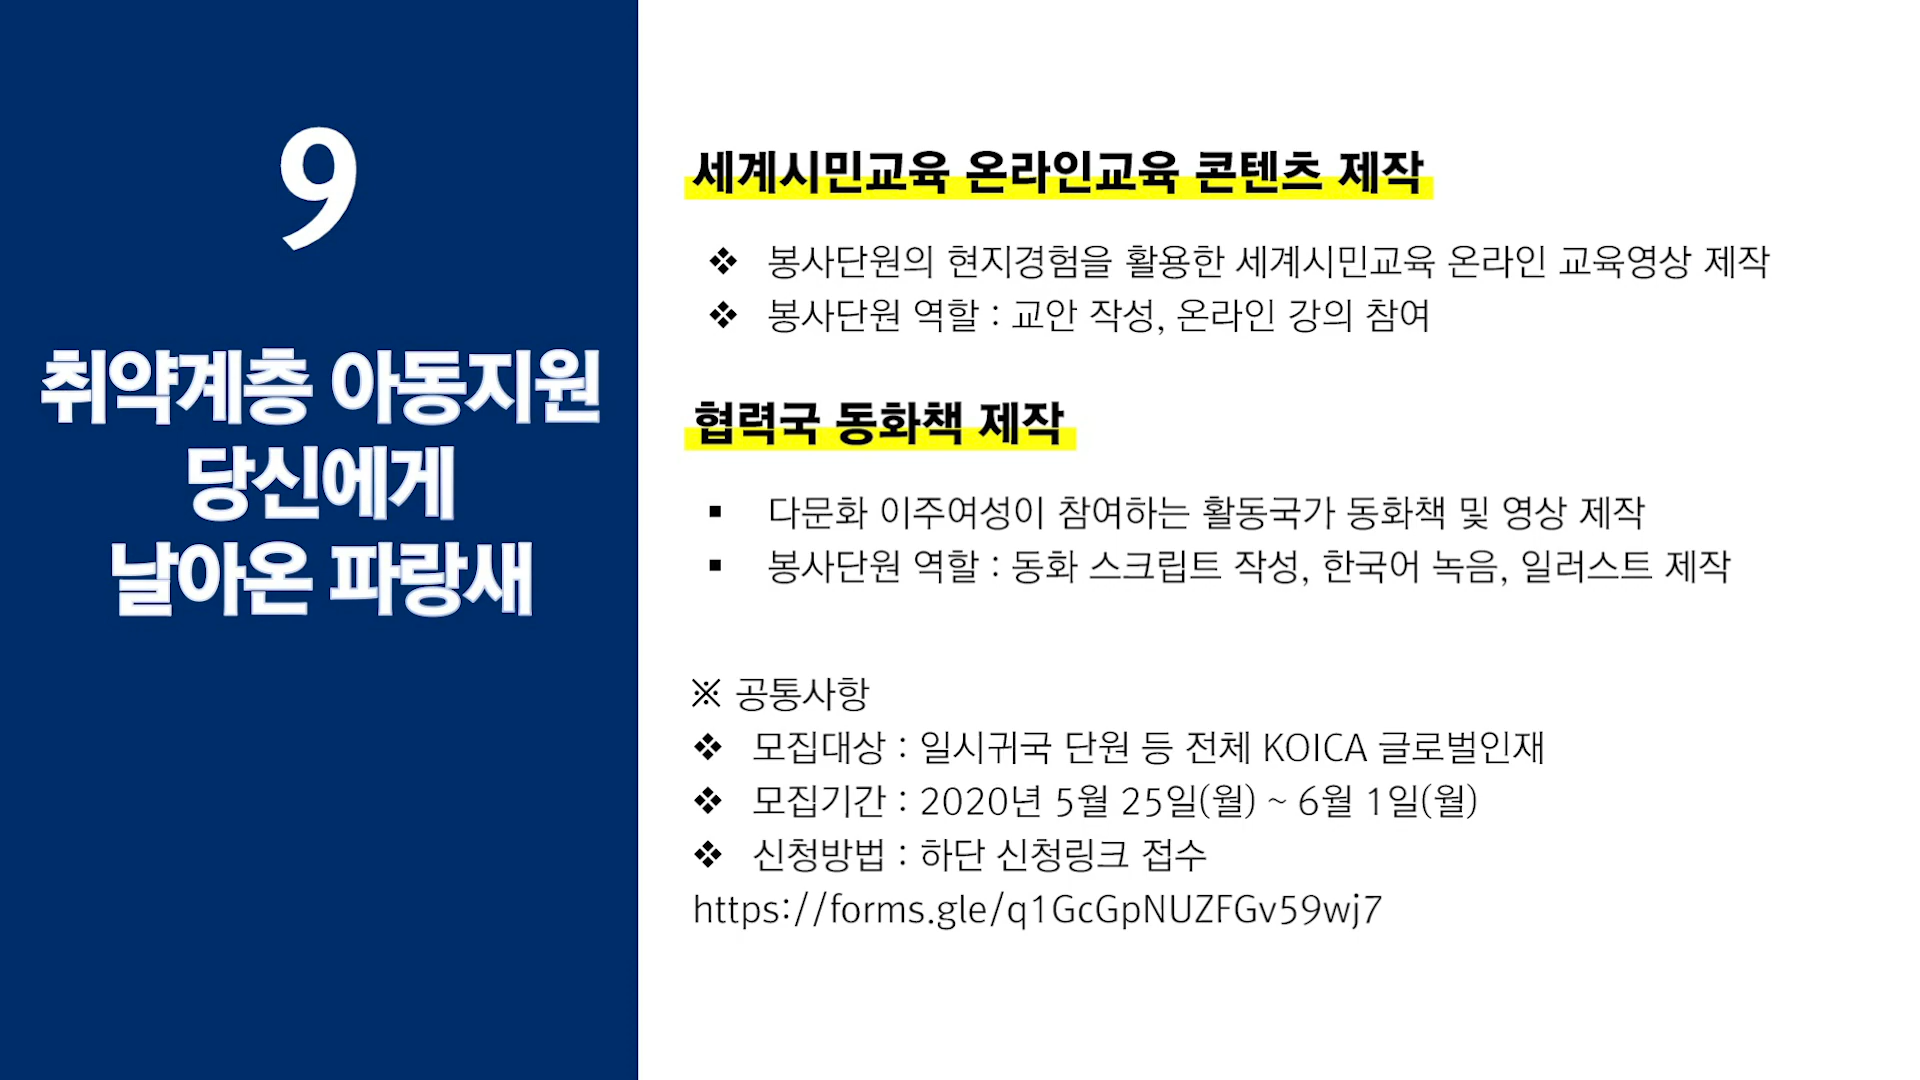 9
취약계층 아동지원
당신에게
날아온 파랑새
세계시민교육 온라인교육 콘텐츠 제작
❖ 봉사단원의 현지경험을 활용한 세계시민교육 온라인 교육영상 제작
❖ 봉사단원 역할 : 교안 작성, 온라인 강의 참여
협력국 동화책 제작
▪ 다문화 이주여성이 참여하는 활동국가 동화책 및 영상 제작
▪ 봉사단원 역할 : 동화 스크립트 작성, 한국어 녹음, 일러스트 제작
※ 공통사항
❖ 모집대상 : 일시귀국 단원 등 전체 KOICA 글로벌인재
❖ 모집기간 : 2020년 5월 25일(월) ~ 6월 1일(월)
❖ 신청방법 : 하단 신청링크 접수
https://forms.gle/q1GcGpNUZFGv59wj7